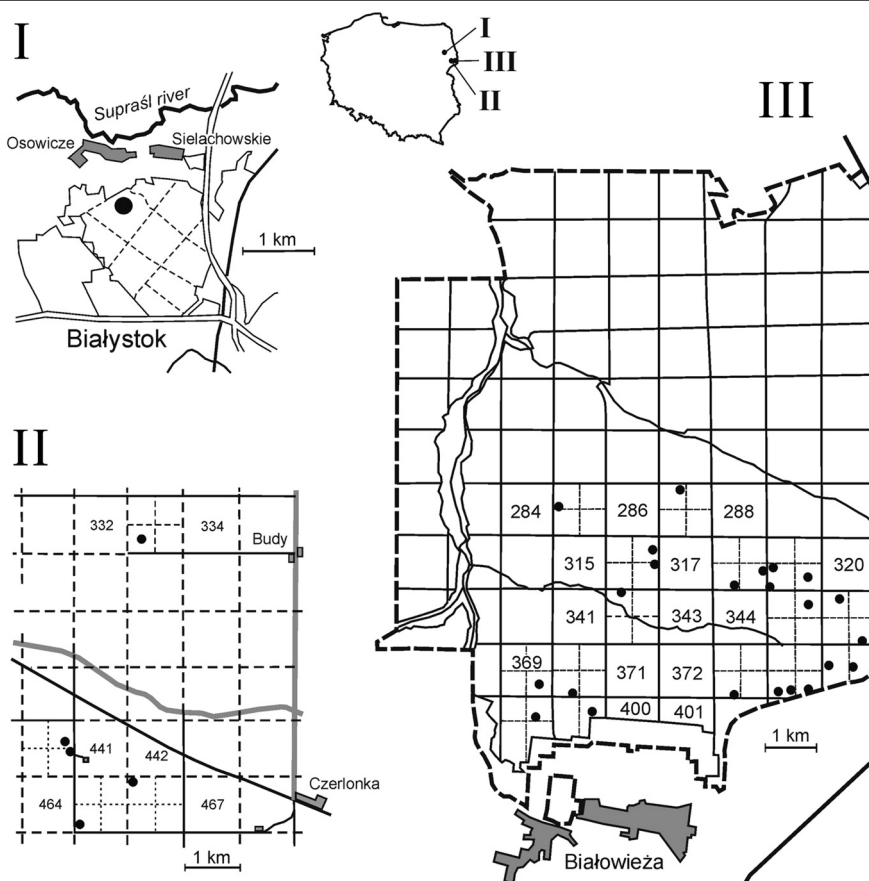 I
Supraśl river
Osowicze
Sielachowskie
1 km
Białystok
I
III
II
III
284
286
288
315
317
320
341
343
344
369
371
372
400
401
1 km
Białowieża
II
332
334
Budy
441
442
464
467
Czerlonka
1 km